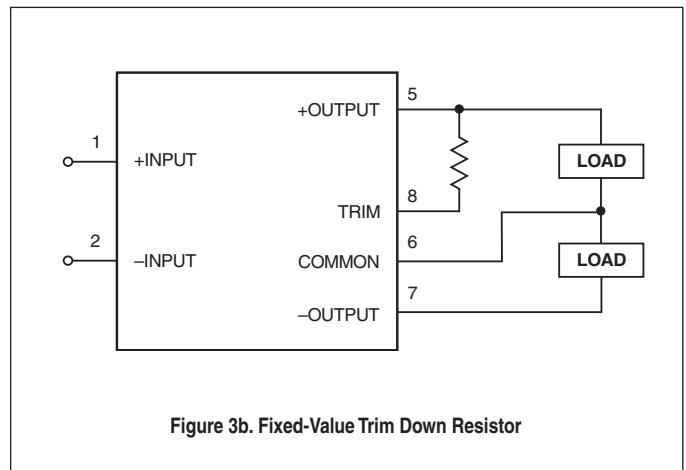 5
+OUTPUT
1
+INPUT
LOAD
8
TRIM
2
6
–INPUT
COMMON
LOAD
7
–OUTPUT
Figure 3b. Fixed-Value Trim Down Resistor